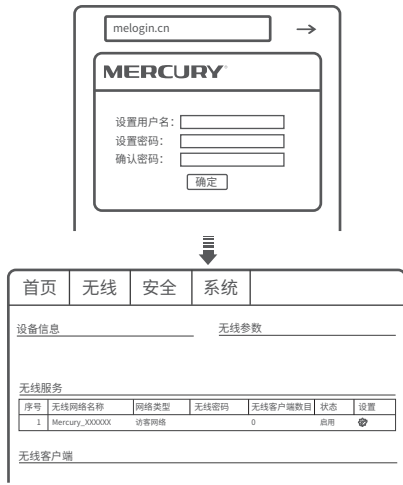 melogin.cn
MERCURY®
设置用户名：
设置密码：
确认密码：
确定
首页 无线 安全 系统
设备信息 无线参数
无线服务
序号 无线网络名称 网络类型 无线密码 无线客户端数目 状态 设置
1 Mercury_XXXXXX 访客网络 0 启用
无线客户端